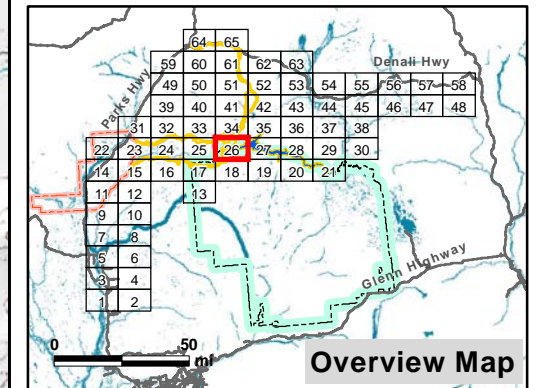 64 65
59 60 61 62 63 Denali Hwy
Parks Hwy
49 50 51 52 53 54 55 56 57 58
39 40 41 42 43 44 45 46 47 48
31 32 33 34 35 36 37 38
22 23 24 25 26 27 28 29 30
14 15 16 17 18 19 20 21
11 12 13
9 10
7 8
5 6
Glenn Highway
3 4
1 2
0 50
mi
Overview Map